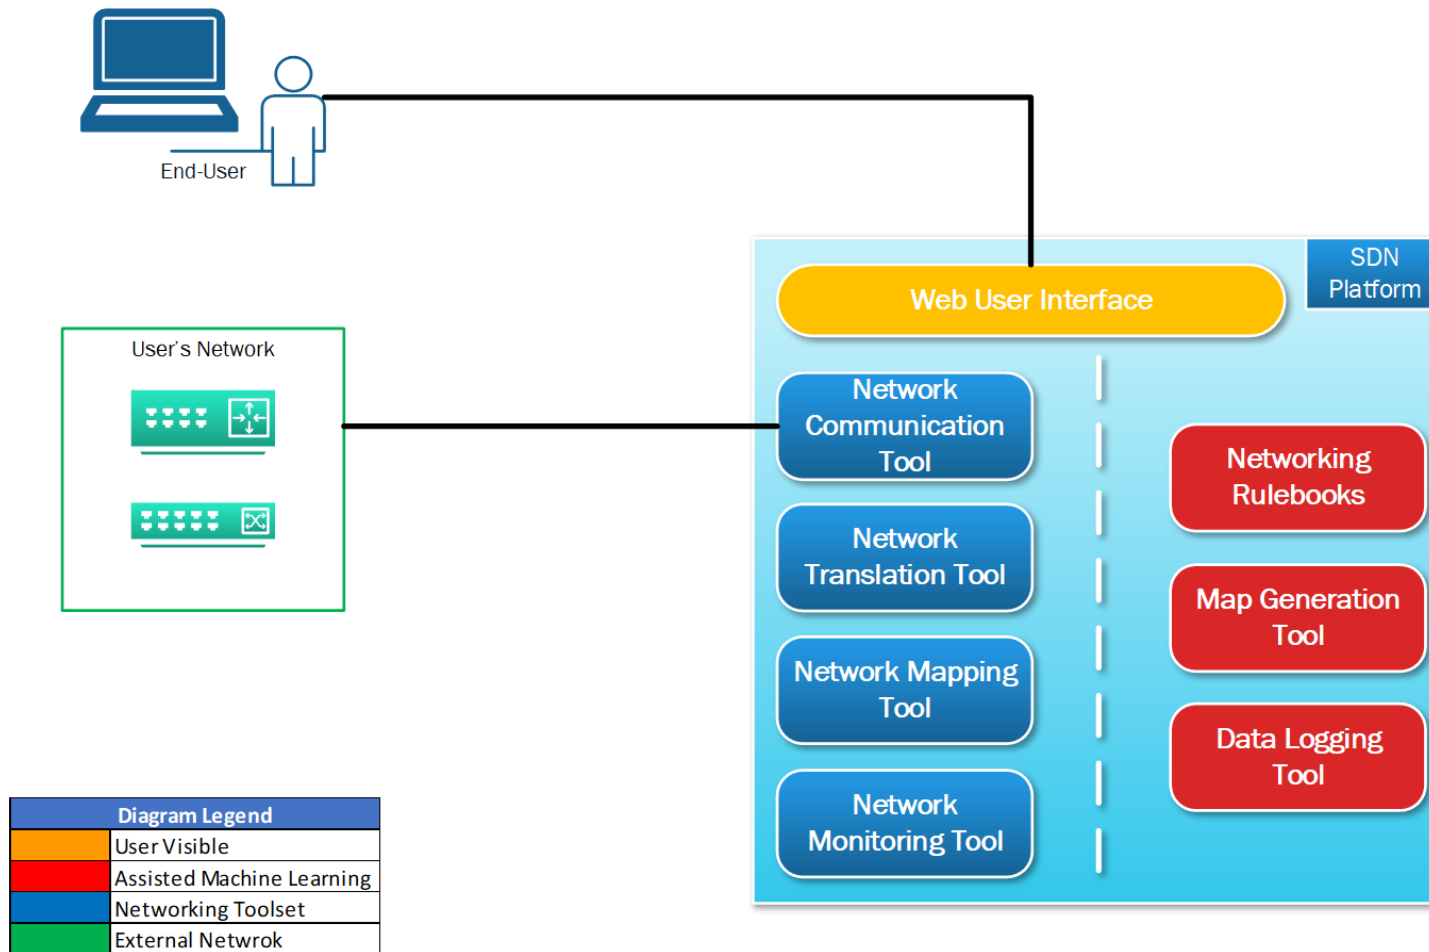 End-User
SDN
Platform
Web User Interface
User's Network
Network
Communication
Tool
Network
Translation Tool
Network Mapping
Tool
Network
Monitoring Tool
Networking
Rulebooks
Map Generation
Tool
Data Logging
Tool
Diagram Legend
User Visible
Assisted Machine Learning
Networking Toolset
External Netwrok